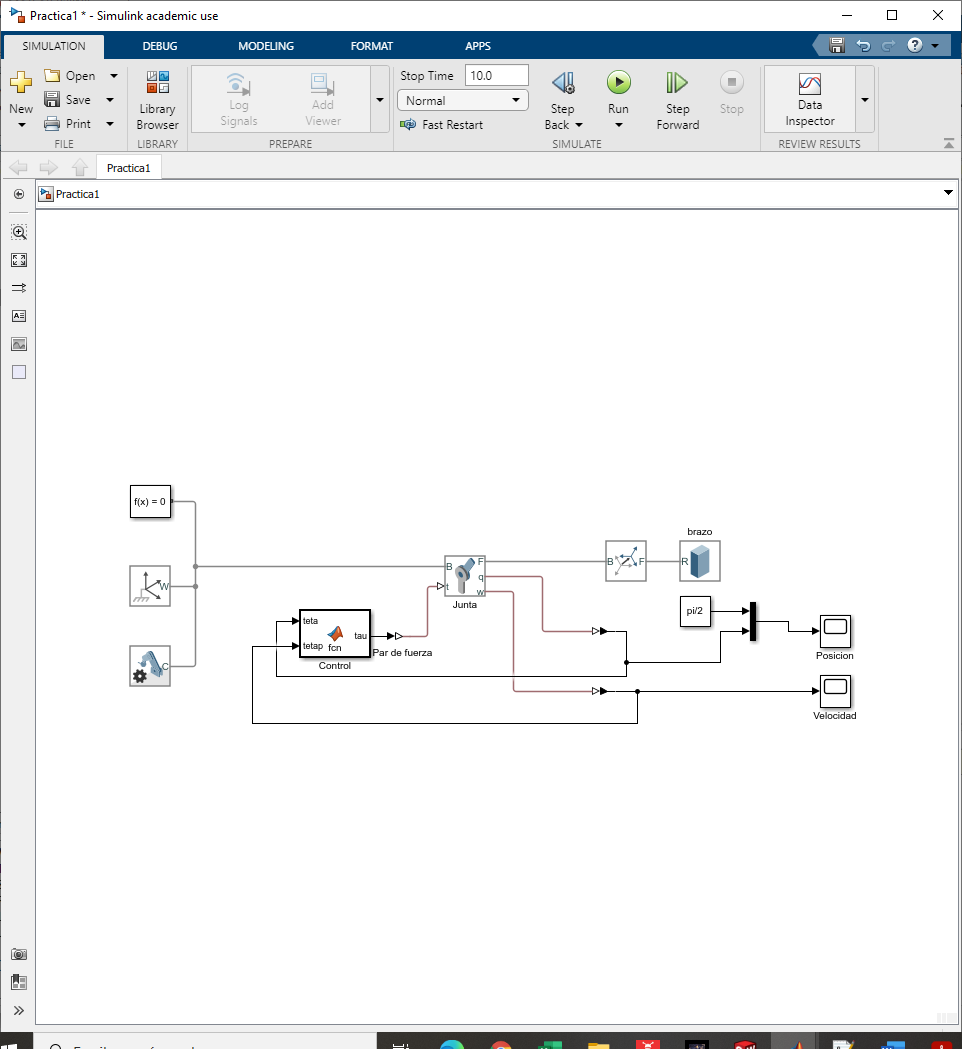 Practica1 * - Simulink academic use
SIMULATION DEBUG MODELING FORMAT APPS
New
Open
Save
Print
FILE
Library
Browser
LIBRARY
Log
Signals
Add
Viewer
PREPARE
Stop Time 10.0
Normal
Fast Restart
Step
Back
Run
Step
Forward
Stop
SIMULATE
Data
Inspector
REVIEW RESULTS
Practica1
Practica1
f(x) = 0
W
C
B
F
q
t
w
Junta
B
F
brazo
R
pi/2
teta
tau
tetap
fcn
Control
Par de fuerza
Posicion
Velocidad